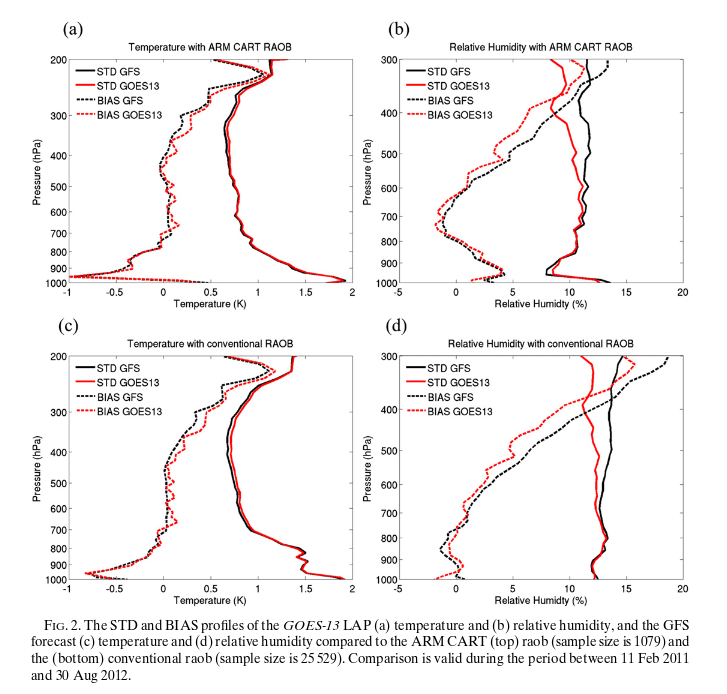 (a)
Temperature with ARM CART RAOB
200
300
400
500
600
700
800
900
1000
Pressure (hPa)
STD GFS
STD GOES13
BIAS GFS
BIAS GOES13
-1 -0.5 0 0.5 1 1.5 2
Temperature (K)
(b)
Relative Humidity with ARM CART RAOB
300
400
500
600
700
800
900
1000
Pressure (hPa)
STD GFS
STD GOES13
BIAS GFS
BIAS GOES13
-5 0 5 10 15 20
Relative Humidity (%)
(c)
Temperature with conventional RAOB
200
300
400
500
600
700
800
900
1000
Pressure (hPa)
STD GFS
STD GOES13
BIAS GFS
BIAS GOES13
-1 -0.5 0 0.5 1 1.5 2
Temperature (K)
(d)
Relative Humidity with conventional RAOB
300
400
500
600
700
800
900
1000
Pressure (hPa)
STD GFS
STD GOES13
BIAS GFS
BIAS GOES13
-5 0 5 10 15 20
Relative Humidity (%)
FIG. 2. The STD and BIAS profiles of the GOES-13 LAP (a) temperature and (b) relative humidity, and the GFS
forecast (c) temperature and (d) relative humidity compared to the ARM CART (top) raob (sample size is 1079) and
the (bottom) conventional raob (sample size is 25 529). Comparison is valid during the period between 11 Feb 2011
and 30 Aug 2012.